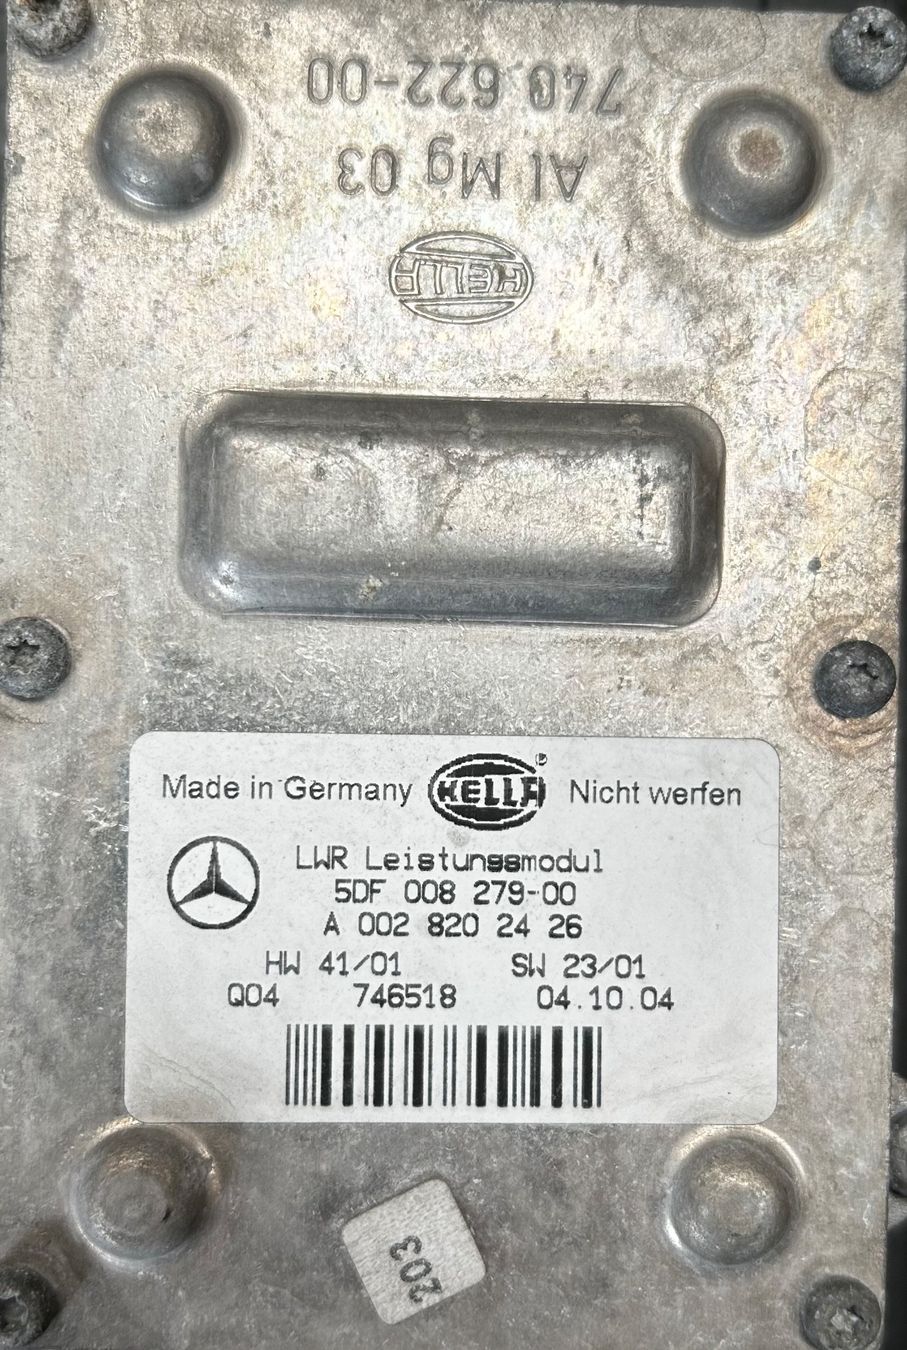 740 622-00
Al Mg 03
HELLA
Made in Germany HELLA ® Nicht werfen
LWR Leistungsmodul
5DF 008 279-00
A 002 820 24 26
HW 41/01 SW 23/01
Q04 746518 04.10.04
203